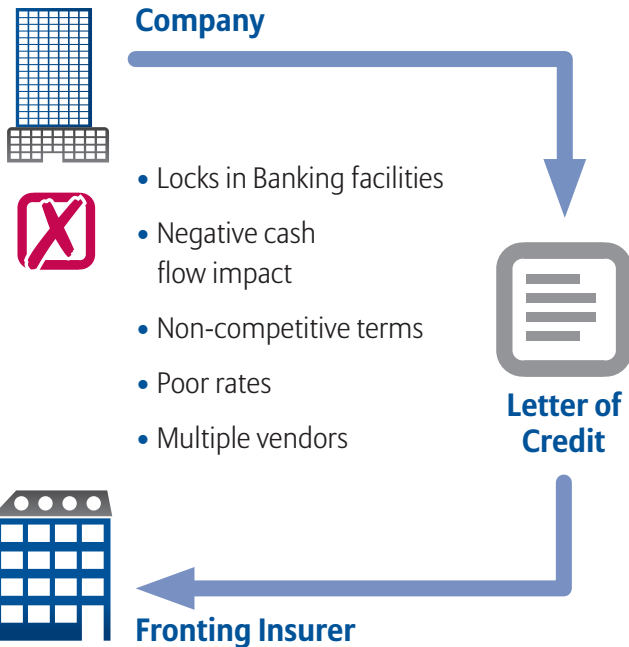 Company
• Locks in Banking facilities
• Negative cash
flow impact
• Non-competitive terms
• Poor rates
• Multiple vendors
Letter of
Credit
Fronting Insurer